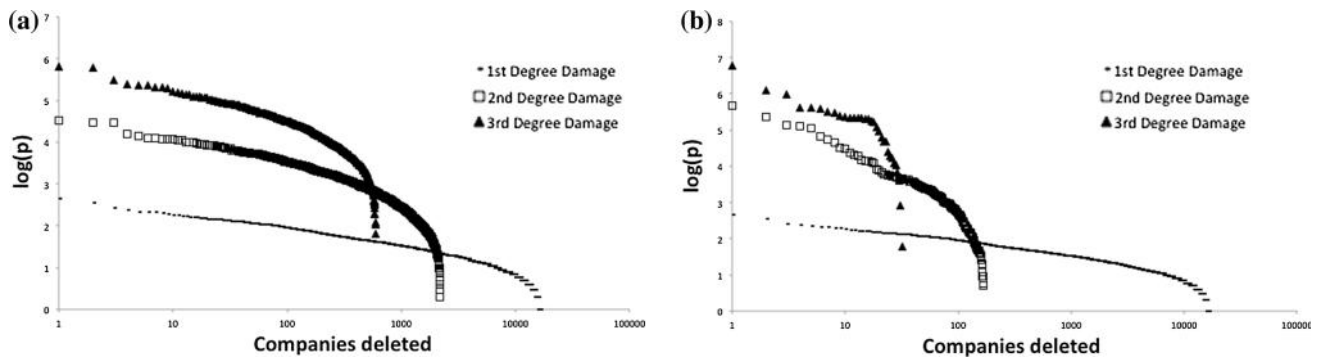 (a)
7
6
5
4
3
2
1
0
log(p)
1st Degree Damage
2nd Degree Damage
3rd Degree Damage
1 10 100 1000 10000 100000
Companies deleted
(b)
8
7
6
5
4
3
2
1
0
log(p)
1st Degree Damage
2nd Degree Damage
3rd Degree Damage
1 10 100 1000 10000 100000
Companies deleted